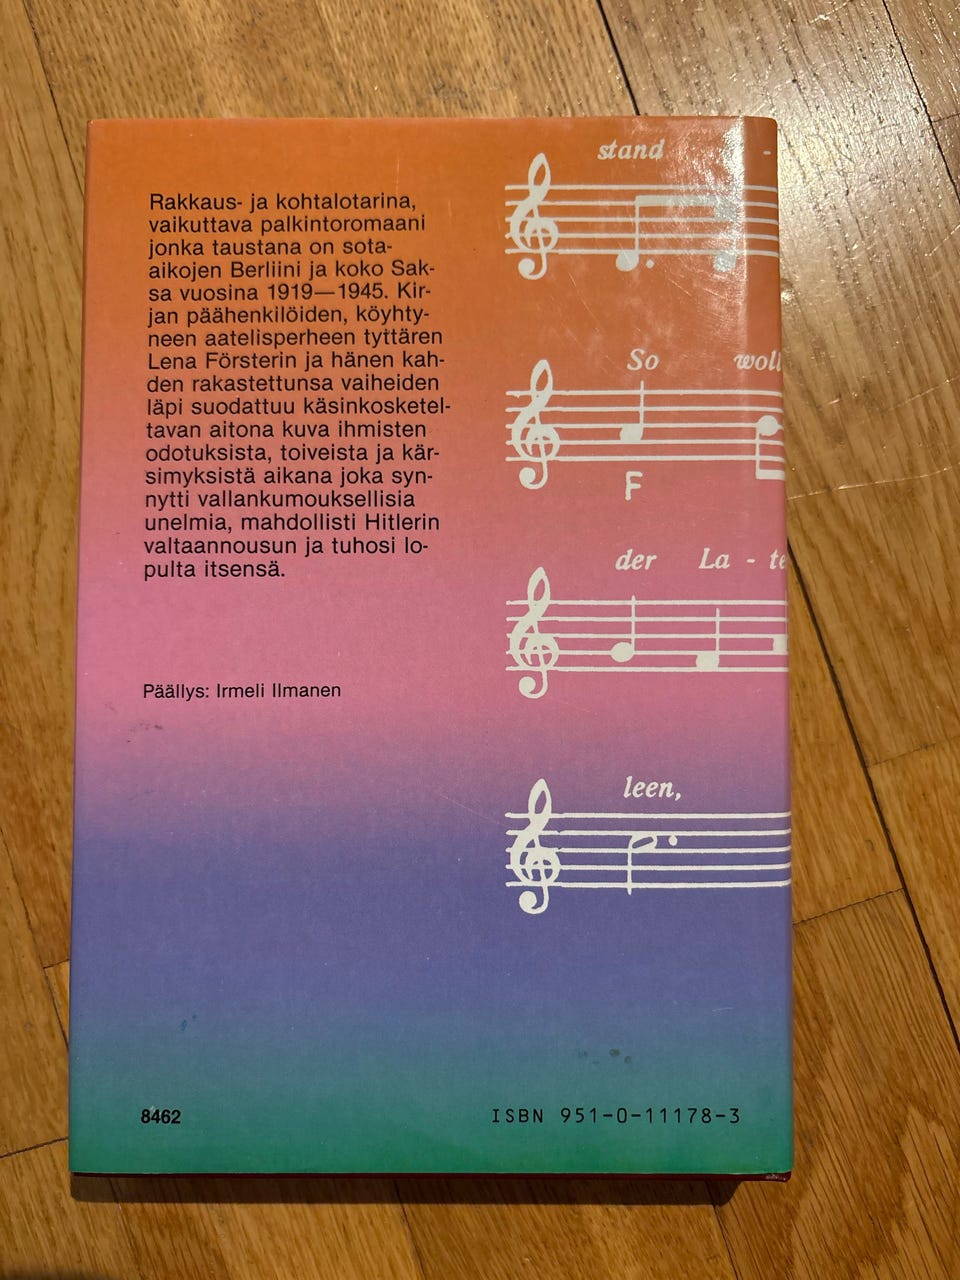 stand -
Rakkaus- ja kohtalotarina,
vaikuttava palkintoromaani
jonka taustana on sota-
aikojen Berliini ja koko Sak-
sa vuosina 1919—1945. Kir-
jan päähenkilöiden, köyhty-
neen aatelisperheen tyttären
Lena Försterin ja hänen kah-
den rakastettunsa vaiheiden
läpi suodattuu käsinkosketel-
tavan aitona kuva ihmisten
odotuksista, toiveista ja kär-
simyksistä aikana joka syn-
nytti vallankumouksellisia
unelmia, mahdollisti Hitlerin
valtaannousun ja tuhosi lo-
pulta itsensä.
So woll
F
der La - te
Päällys: Irmeli Ilmanen
leen,
8462
ISBN 951-0-11178-3